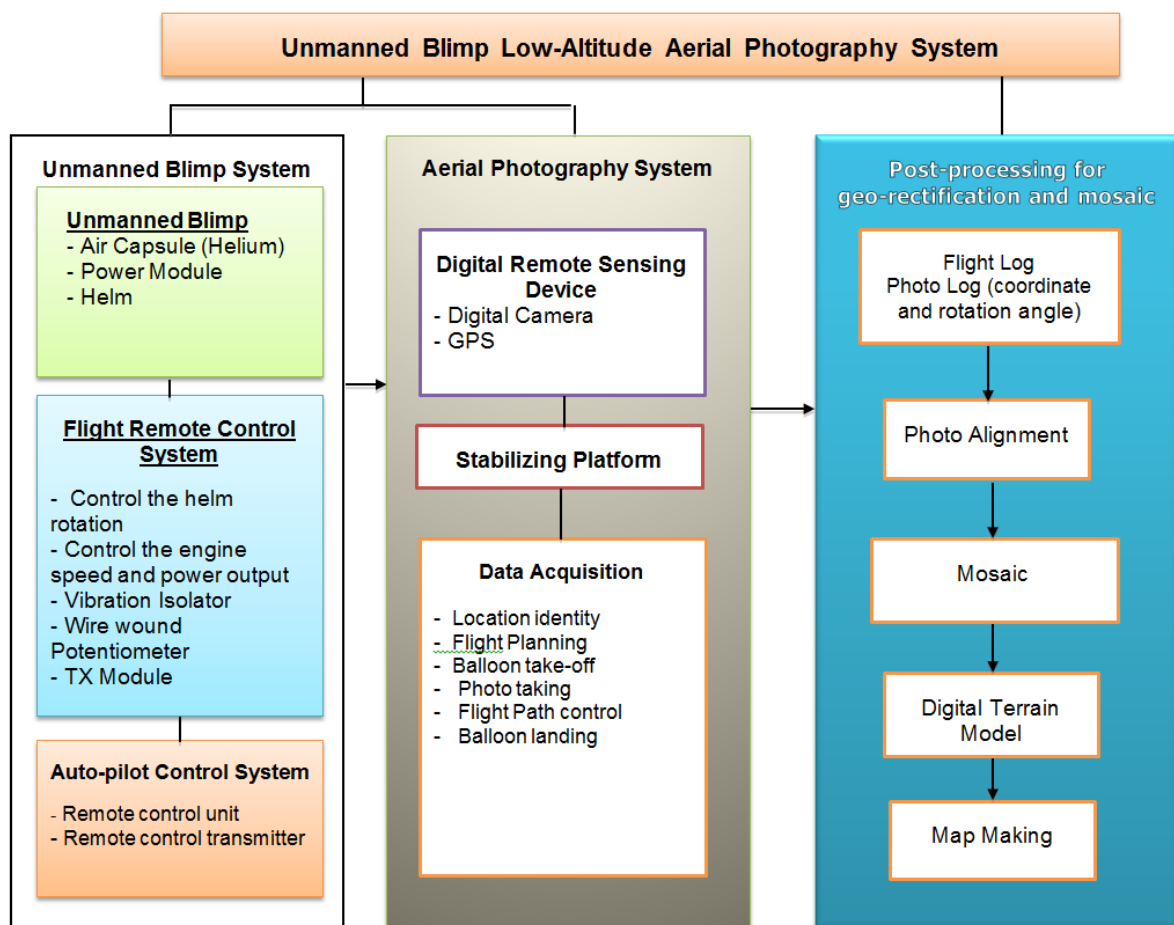 Unmanned Blimp Low-Altitude Aerial Photography System
Unmanned Blimp System
Unmanned Blimp
- Air Capsule (Helium)
- Power Module
- Helm
Flight Remote Control
System
- Control the helm
rotation
- Control the engine
speed and power output
- Vibration Isolator
- Wire wound
Potentiometer
- TX Module
Auto-pilot Control System
- Remote control unit
- Remote control transmitter
Aerial Photography System
Digital Remote Sensing
Device
- Digital Camera
- GPS
Stabilizing Platform
Data Acquisition
- Location identity
- Flight Planning
- Balloon take-off
- Photo taking
- Flight Path control
- Balloon landing
Post-processing for
geo-rectification and mosaic
Flight Log
Photo Log (coordinate
and rotation angle)
Photo Alignment
Mosaic
Digital Terrain
Model
Map Making